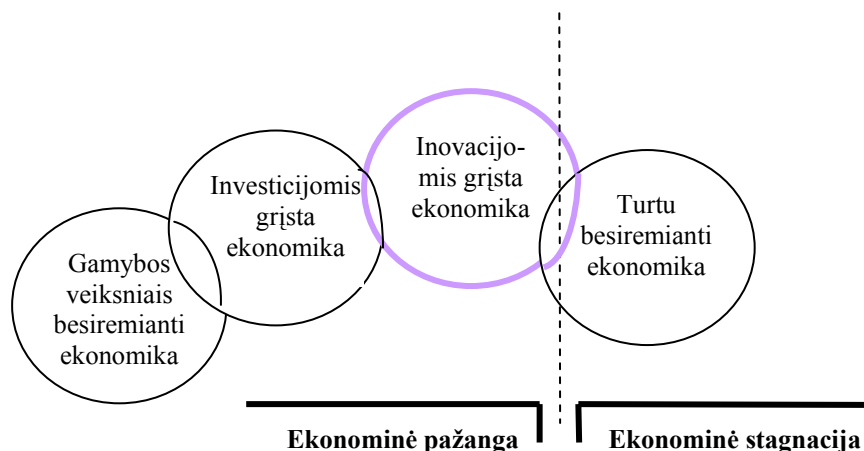 Gamybos
veiksniais
besiremianti
ekonomika
Investicijomis
grįsta
ekonomika
Inovacijo-
mis grįsta
ekonomika
Turtu
besiremianti
ekonomika
Ekonominė pažanga
Ekonominė stagnacija